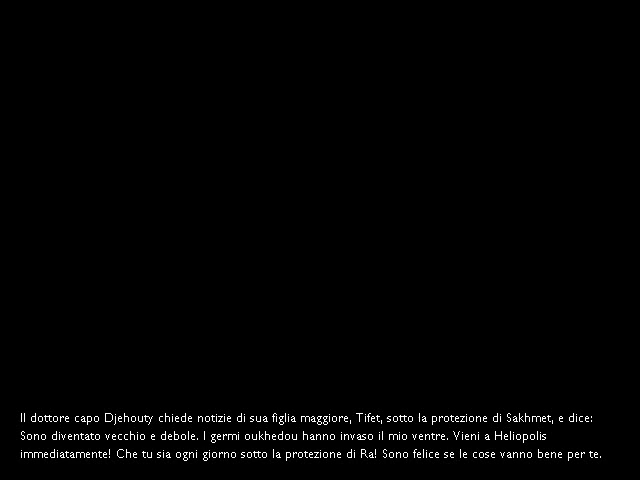 Il dottore capo Djehouty chiede notizie di sua figlia maggiore, Tifet, sotto la protezione di Sakhmet, e dice:
Sono diventato vecchio e debole. I germi oukhedou hanno invaso il mio ventre. Vieni a Heliopolis
immediatamente! Che tu sia ogni giorno sotto la protezione di Ra! Sono felice se le cose vanno bene per te.